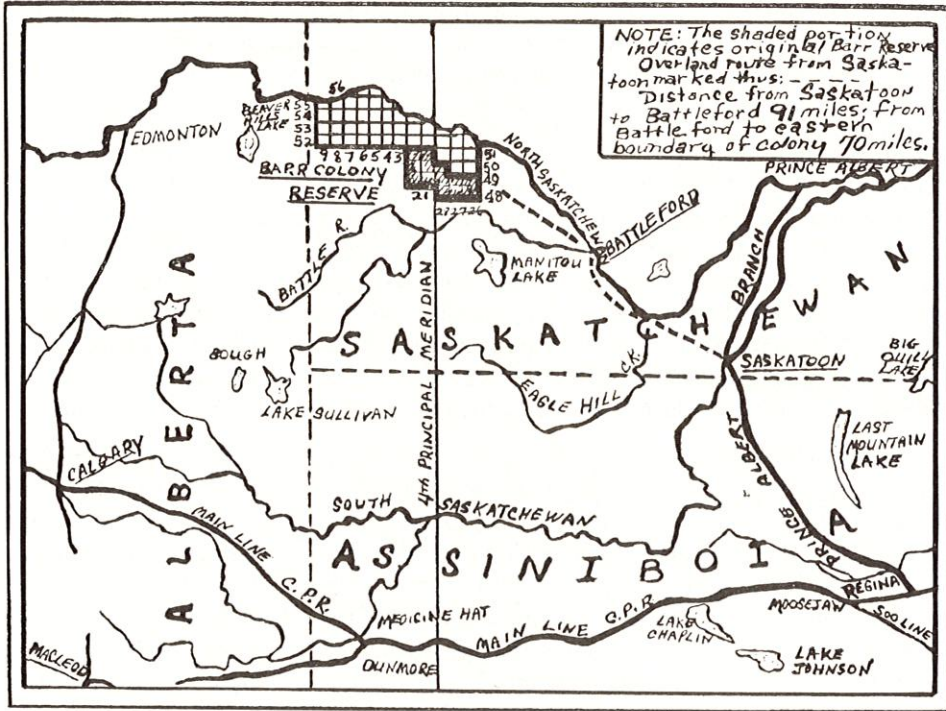 NOTE: The shaded portion
indicates original Barr Reserve
Overland route from Saska-
toon marked thus: - - - - -
Distance from Saskatoon
to Battleford 91 miles; from
Battleford to eastern
boundary of colony 70 miles.
56
BEAVER
HILLS
LAKE
55
54
53
52
EDMONTON
9 8 7 6 5 4 3
51
50
49
48
BARR COLONY
RESERVE
21
28 27 26
NORTH SASKATCHEWAN
PRINCE ALBERT
BATTLEFORD
BATTLE R.
MANITOU
LAKE
BRANCH
SASKATCHEWAN
ALBERTA
4TH PRINCIPAL MERIDIAN
SASKATOON
BIG
QUILL
LAKE
BOUGH
LAKE SULLIVAN
EAGLE HILL CK.
LAST
MOUNTAIN
LAKE
CALGARY
PRINCE ALBERT
SOUTH SASKATCHEWAN
MAIN LINE C.P.R.
ASSINIBOIA
REGINA
MEDICINE HAT
MAIN LINE C.P.R
MOOSEJAW
SOO LINE
LAKE
CHAPLIN
MACLEOD
DUNMORE
LAKE
JOHNSON